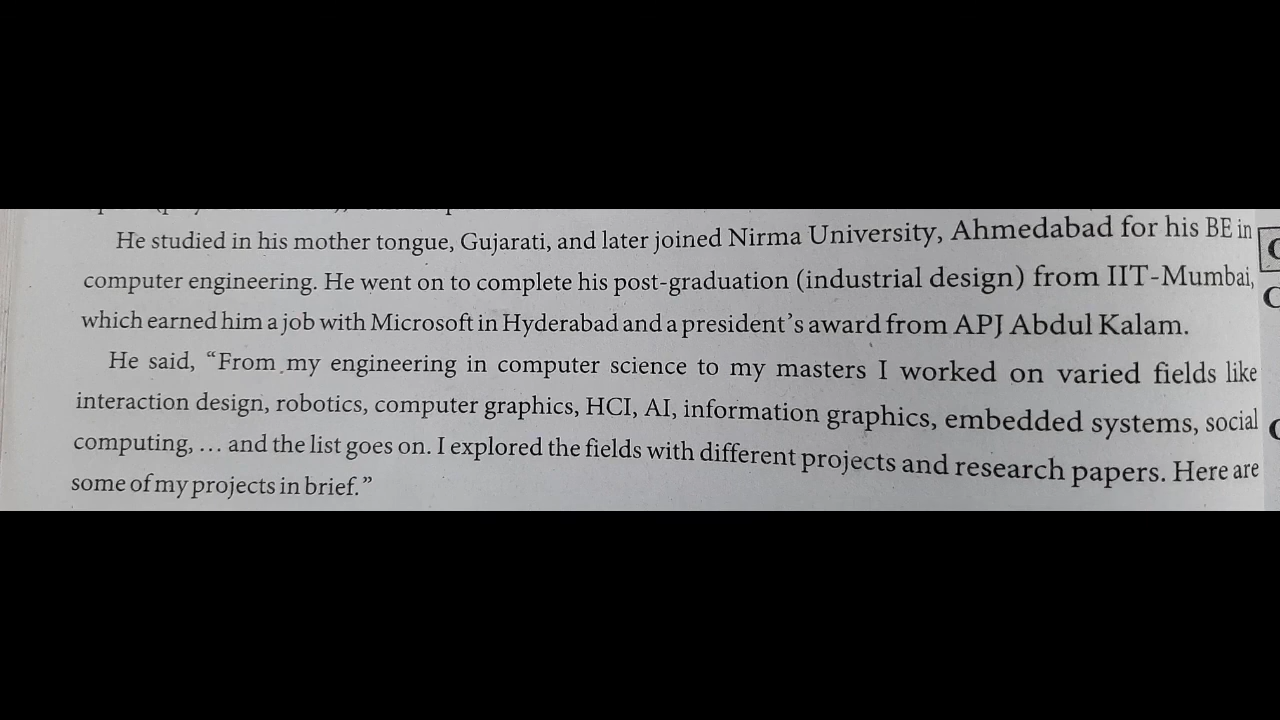 He studied in his mother tongue, Gujarati, and later joined Nirma University, Ahmedabad for his BE in
computer engineering. He went on to complete his post-graduation (industrial design) from IIT-Mumbai,
which earned him a job with Microsoft in Hyderabad and a president's award from APJ Abdul Kalam.
He said, “From my engineering in computer science to my masters I worked on varied fields like
interaction design, robotics, computer graphics, HCI, AI, information graphics, embedded systems, social
computing, ... and the list goes on. I explored the fields with different projects and research papers. Here are
some of my projects in brief.”